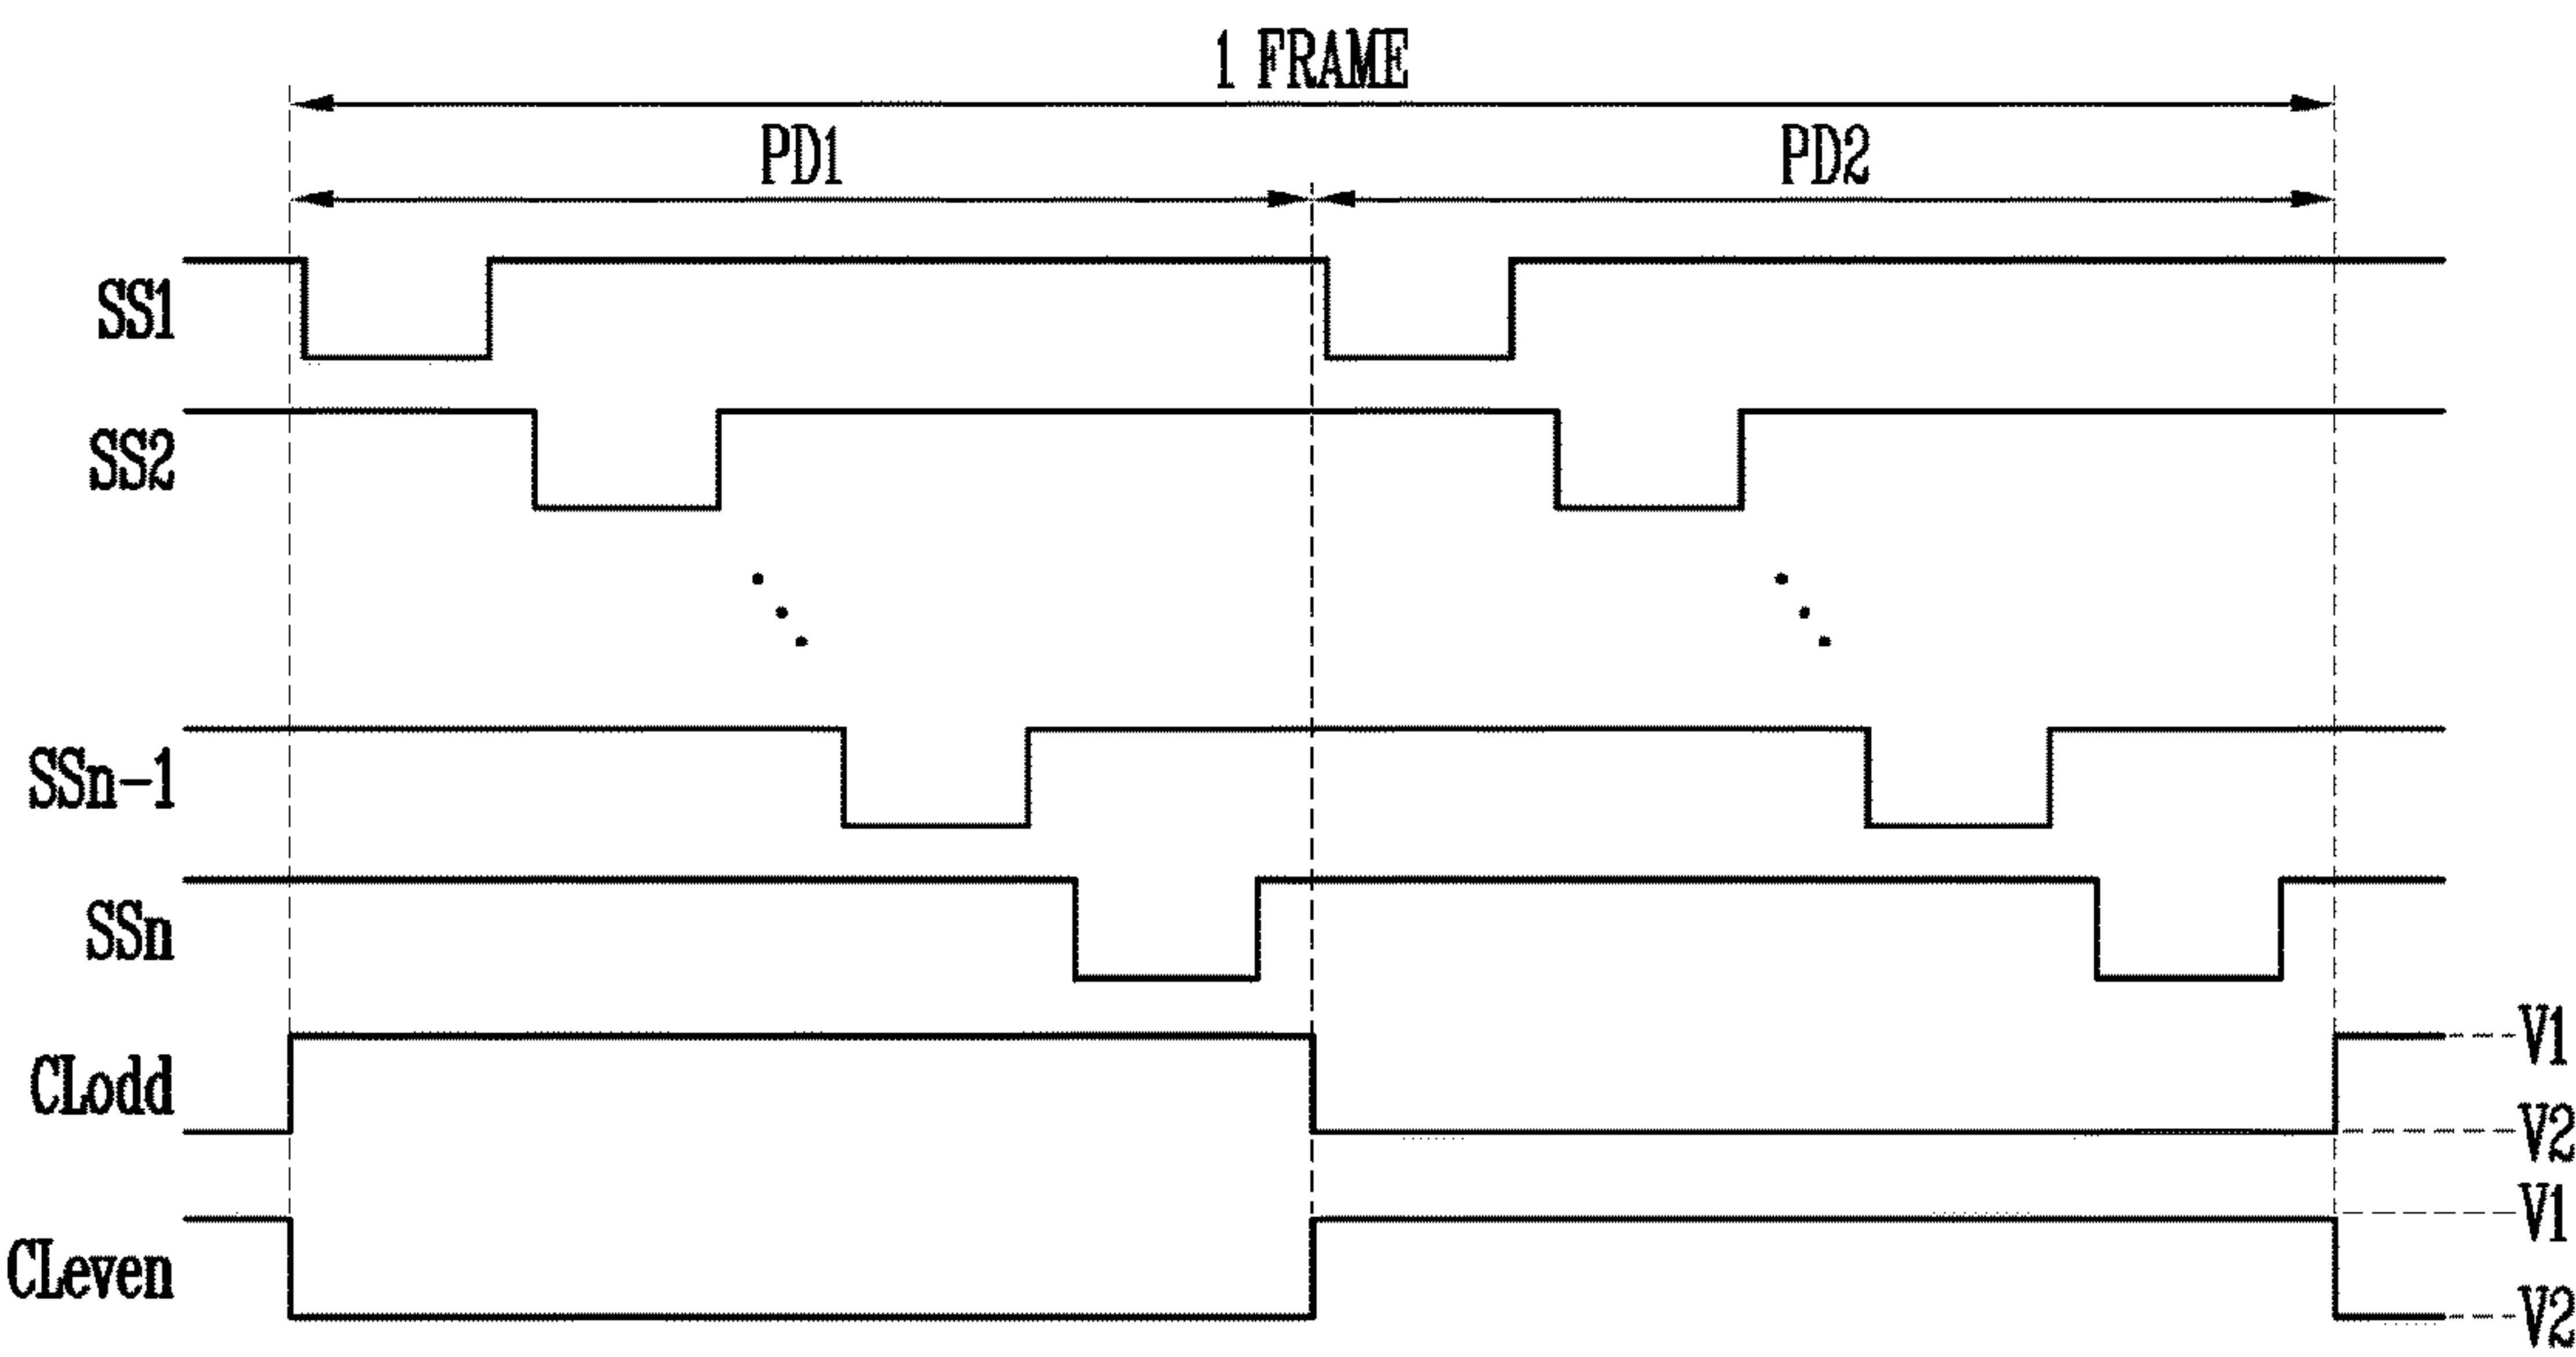 1 FRAME
PD1 PD2
SS1
SS2
SSn-1
SSn
CLodd V1
V2
CLeven V1
V2